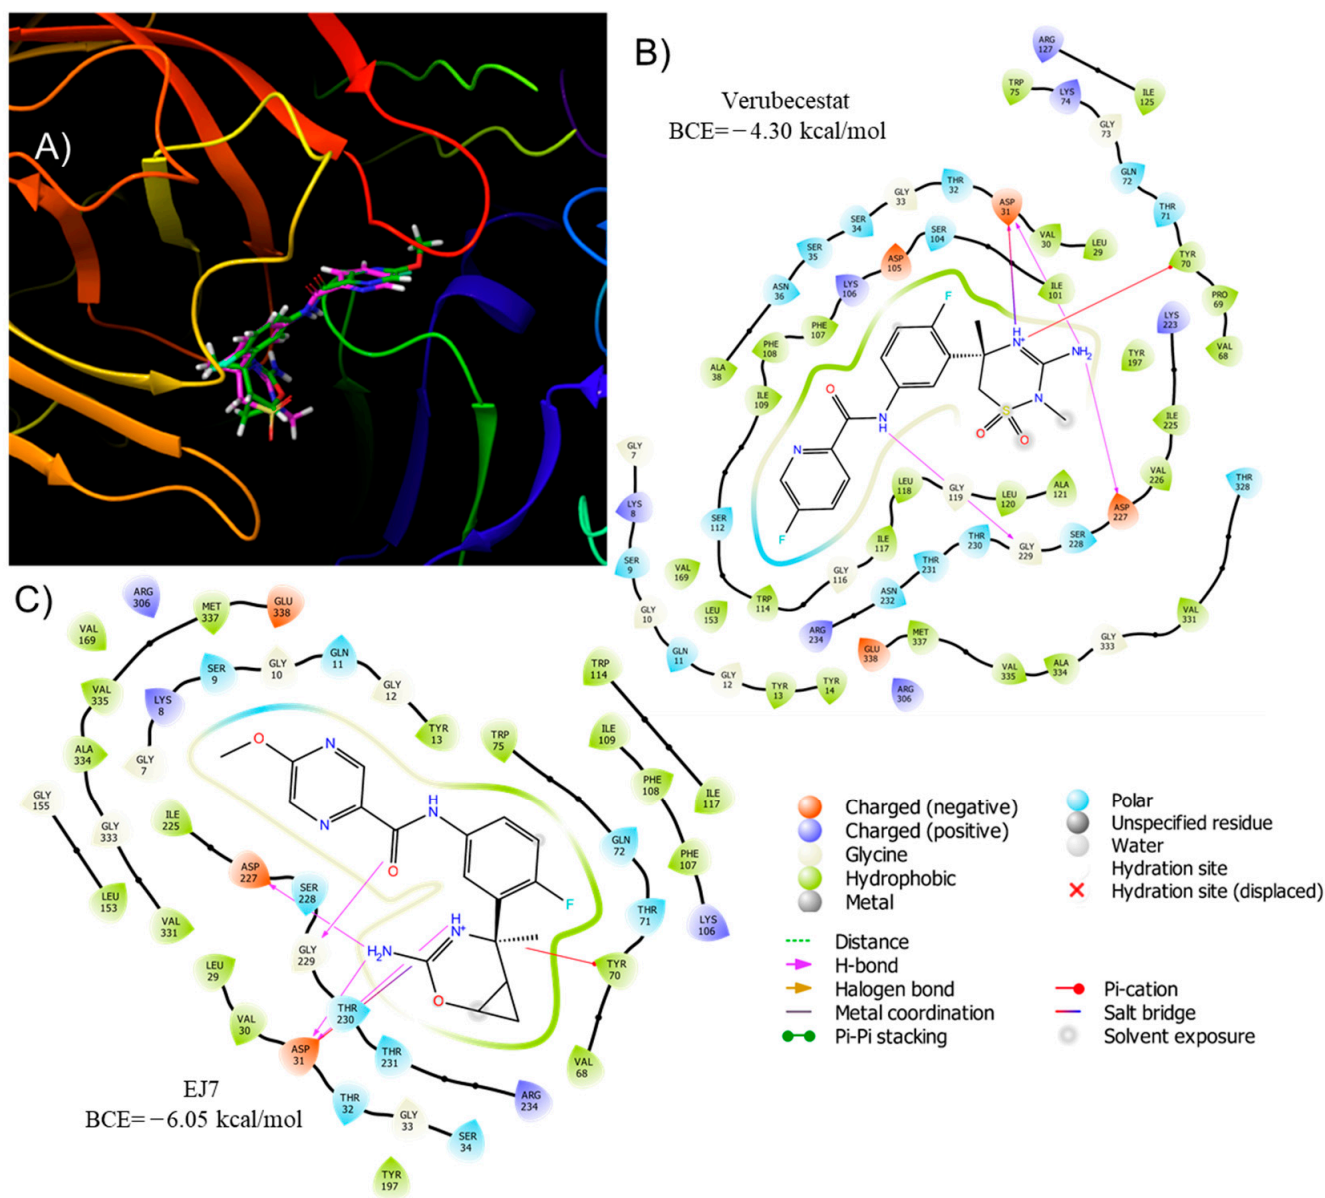 A)
B)
Verubecestat
BCE=−4.30 kcal/mol
ARG 127
TRP 75
LYS 74
ILE 125
GLY 73
GLN 72
THR 71
TYR 70
PRO 69
VAL 68
LYS 223
TYR 197
ILE 225
VAL 226
ASP 227
SER 228
GLY 229
THR 230
THR 231
ASN 232
ARG 234
THR 32
GLY 33
ASP 31
SER 34
SER 35
ASN 36
ALA 38
VAL 30
LEU 29
SER 104
ILE 101
ASP 105
LYS 106
PHE 107
PHE 108
ILE 109
SER 112
TRP 114
GLY 116
ILE 117
LEU 118
GLY 119
LEU 120
ALA 121
F
NH+
NH2
N
S
O
O
O
N
H
N
F
GLY 7
LYS 8
SER 9
GLY 10
GLN 11
GLY 12
TYR 13
TYR 14
VAL 169
LEU 153
THR 328
VAL 331
GLY 333
ALA 334
VAL 335
MET 337
GLU 338
ARG 306
C)
ARG 306
MET 337
GLU 338
VAL 169
VAL 335
ALA 334
GLY 333
VAL 331
SER 9
GLY 10
GLN 11
GLY 12
TYR 13
LYS 8
GLY 7
GLY 155
LEU 153
ILE 225
ASP 227
SER 228
GLY 229
THR 230
THR 231
ARG 234
LEU 29
VAL 30
ASP 31
THR 32
GLY 33
SER 34
TYR 197
TRP 75
GLN 72
THR 71
TYR 70
VAL 68
TRP 114
ILE 117
ILE 109
PHE 108
PHE 107
LYS 106
O
N
N
H
N
O
F
H
N+
H2N
O
EJ7
BCE=−6.05 kcal/mol
Charged (negative)
Charged (positive)
Glycine
Hydrophobic
Metal
Polar
Unspecified residue
Water
Hydration site
Hydration site (displaced)
Distance
H-bond
Halogen bond
Metal coordination
Pi-Pi stacking
Pi-cation
Salt bridge
Solvent exposure